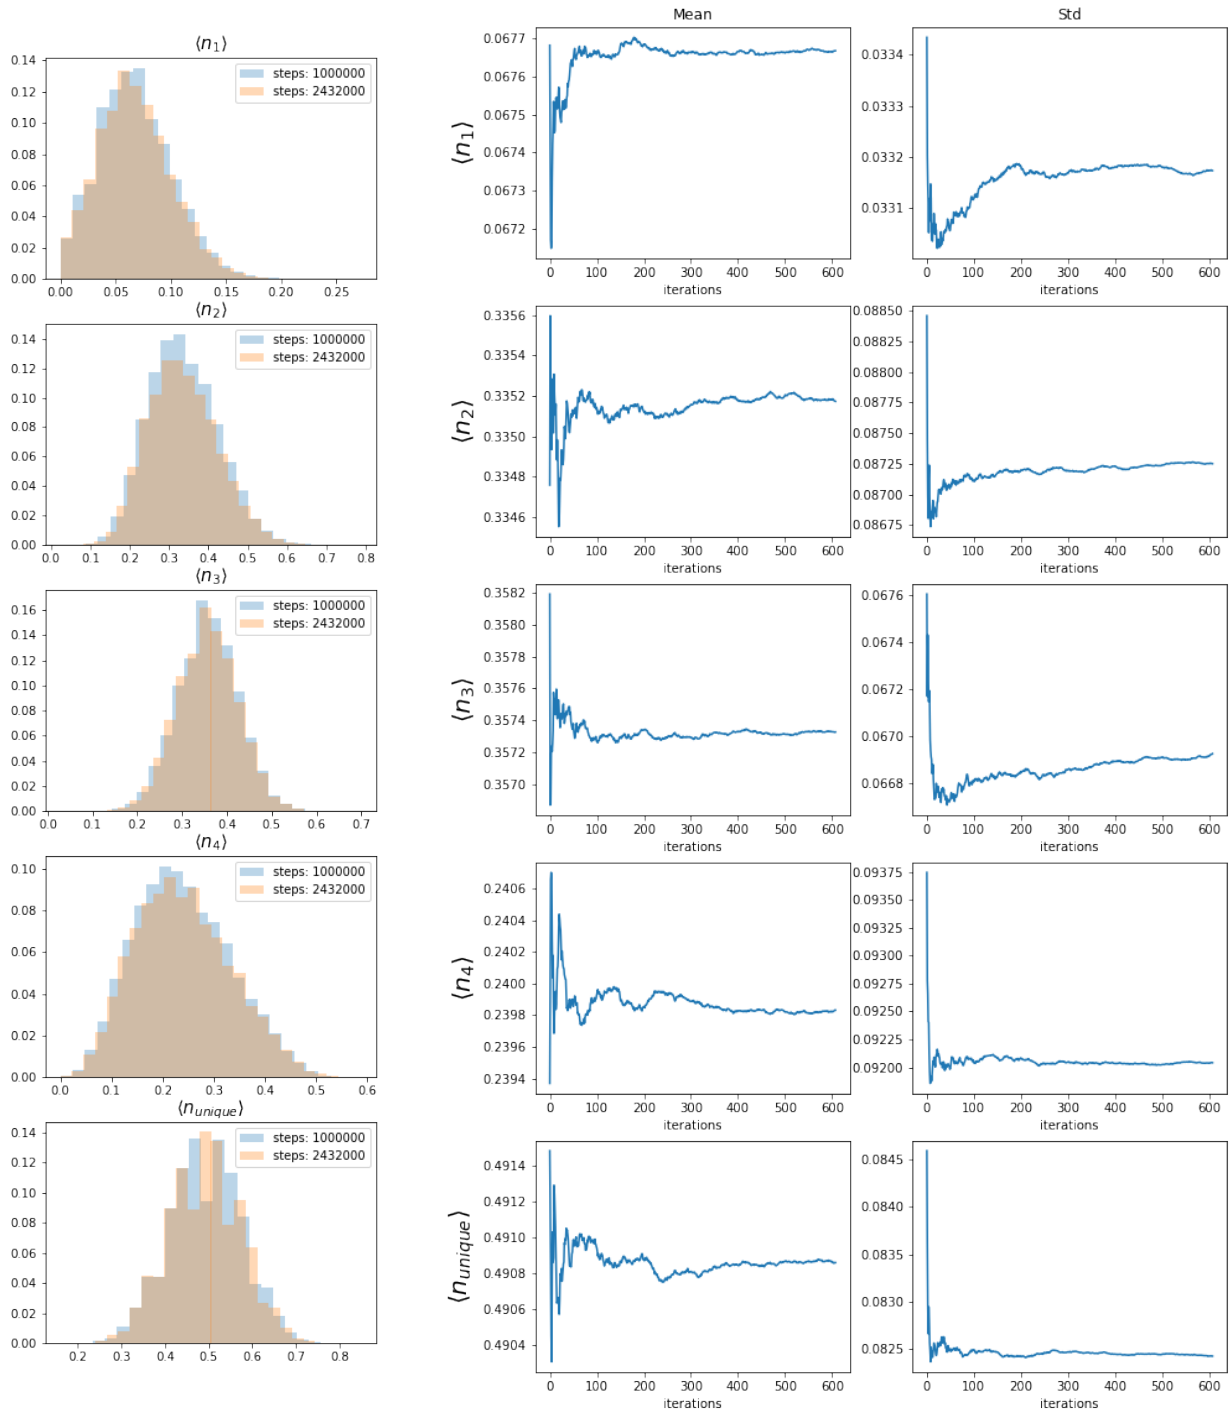 Mean
Std
⟨n1⟩
0.14
0.12
0.10
0.08
0.06
0.04
0.02
0.00
steps: 1000000
steps: 2432000
0.00 0.05 0.10 0.15 0.20 0.25
⟨n1⟩
0.0677
0.0676
0.0675
0.0674
0.0673
0.0672
0 100 200 300 400 500 600
iterations
0.0334
0.0333
0.0332
0.0331
0 100 200 300 400 500 600
iterations
⟨n2⟩
0.14
0.12
0.10
0.08
0.06
0.04
0.02
0.00
steps: 1000000
steps: 2432000
0.0 0.1 0.2 0.3 0.4 0.5 0.6 0.7 0.8
⟨n2⟩
0.3356
0.3354
0.3352
0.3350
0.3348
0.3346
0 100 200 300 400 500 600
iterations
0.08850
0.08825
0.08800
0.08775
0.08750
0.08725
0.08700
0.08675
0 100 200 300 400 500 600
iterations
⟨n3⟩
0.16
0.14
0.12
0.10
0.08
0.06
0.04
0.02
0.00
steps: 1000000
steps: 2432000
0.0 0.1 0.2 0.3 0.4 0.5 0.6 0.7
⟨n3⟩
0.3582
0.3580
0.3578
0.3576
0.3574
0.3572
0.3570
0 100 200 300 400 500 600
iterations
0.0676
0.0674
0.0672
0.0670
0.0668
0 100 200 300 400 500 600
iterations
⟨n4⟩
0.10
0.08
0.06
0.04
0.02
0.00
steps: 1000000
steps: 2432000
0.0 0.1 0.2 0.3 0.4 0.5 0.6
⟨n4⟩
0.2406
0.2404
0.2402
0.2400
0.2398
0.2396
0.2394
0 100 200 300 400 500 600
iterations
0.09375
0.09350
0.09325
0.09300
0.09275
0.09250
0.09225
0.09200
0 100 200 300 400 500 600
iterations
⟨nunique⟩
0.14
0.12
0.10
0.08
0.06
0.04
0.02
0.00
steps: 1000000
steps: 2432000
0.2 0.3 0.4 0.5 0.6 0.7 0.8
⟨nunique⟩
0.4914
0.4912
0.4910
0.4908
0.4906
0.4904
0 100 200 300 400 500 600
iterations
0.0845
0.0840
0.0835
0.0830
0.0825
0 100 200 300 400 500 600
iterations